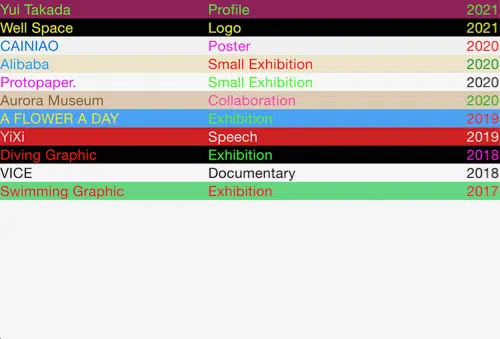 Yui Takada Profile 2021
Well Space Logo 2021
CAINIAO Poster 2020
Alibaba Small Exhibition 2020
Protopaper. Small Exhibition 2020
Aurora Museum Collaboration 2020
A FLOWER A DAY Exhibition 2019
YiXi Speech 2019
Diving Graphic Exhibition 2018
VICE Documentary 2018
Swimming Graphic Exhibition 2017